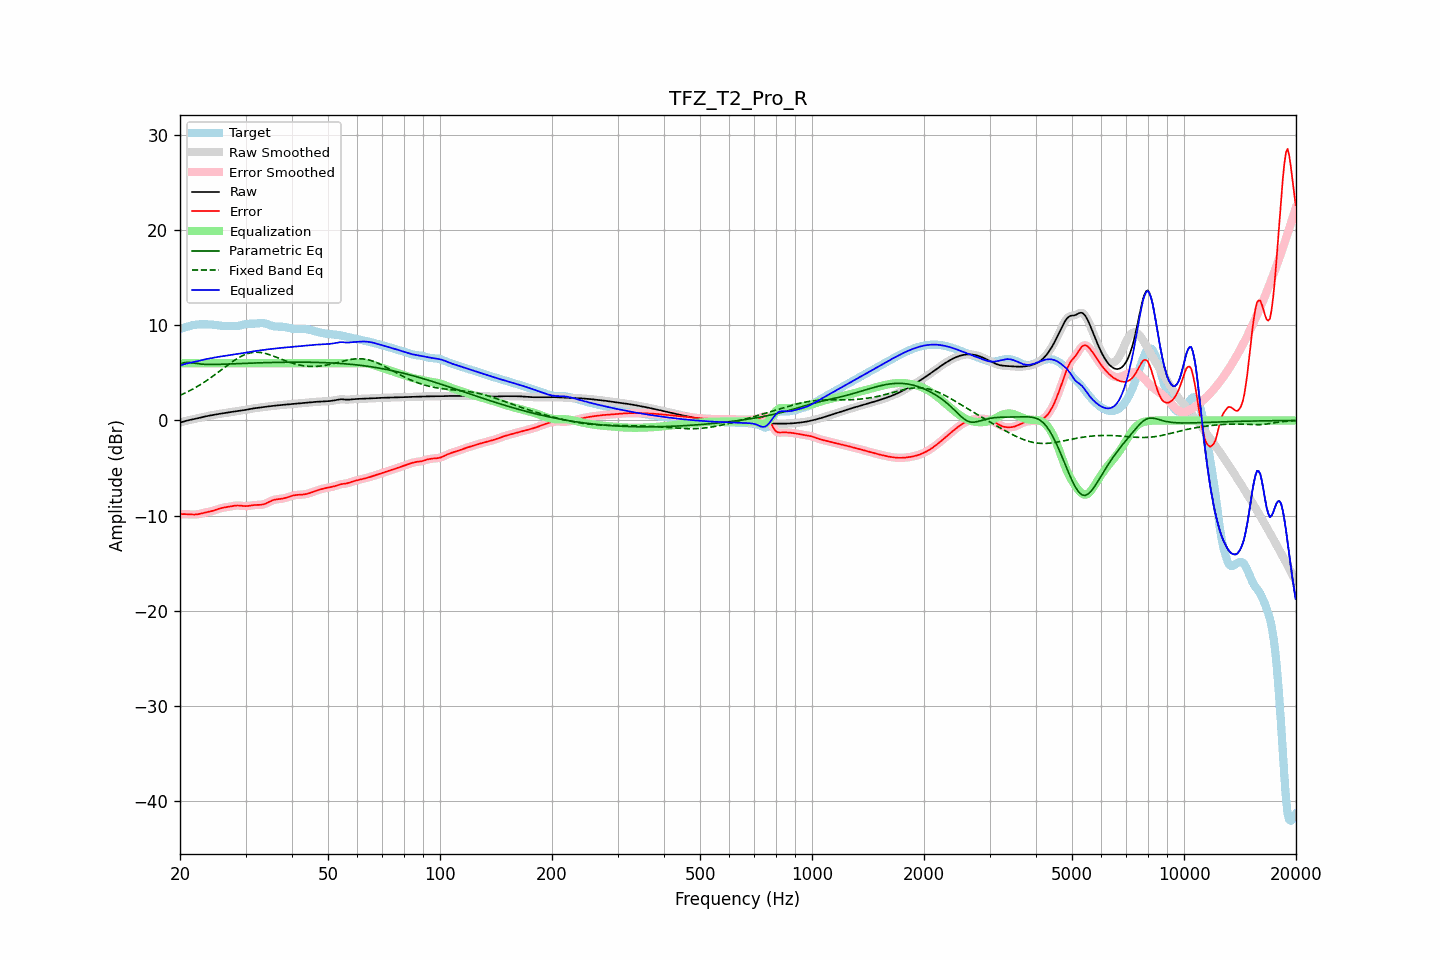 TFZ_T2_Pro_R
Target
Raw Smoothed
Error Smoothed
Raw
Error
Equalization
Parametric Eq
Fixed Band Eq
Equalized
30
20
10
0
−10
−20
−30
−40
Amplitude (dBr)
20 50 100 200 500 1000 2000 5000 10000 20000
Frequency (Hz)